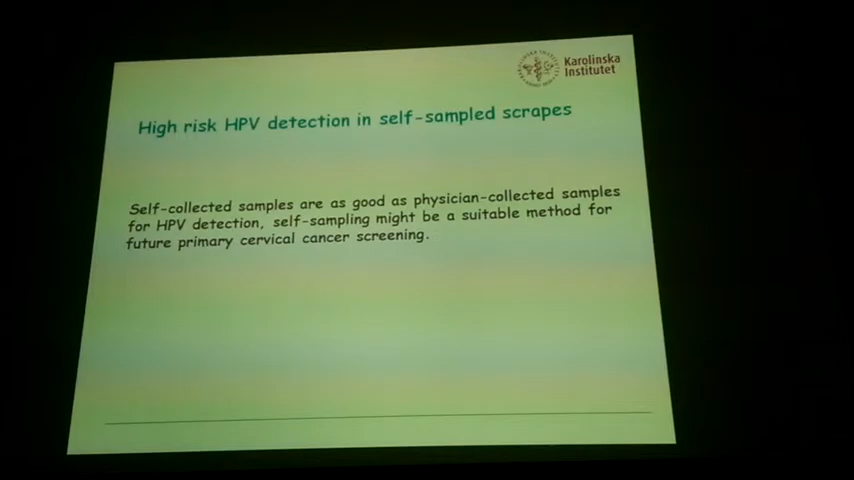 Karolinska
Institutet
High risk HPV detection in self-sampled scrapes
Self-collected samples are as good as physician-collected samples
for HPV detection, self-sampling might be a suitable method for
future primary cervical cancer screening.